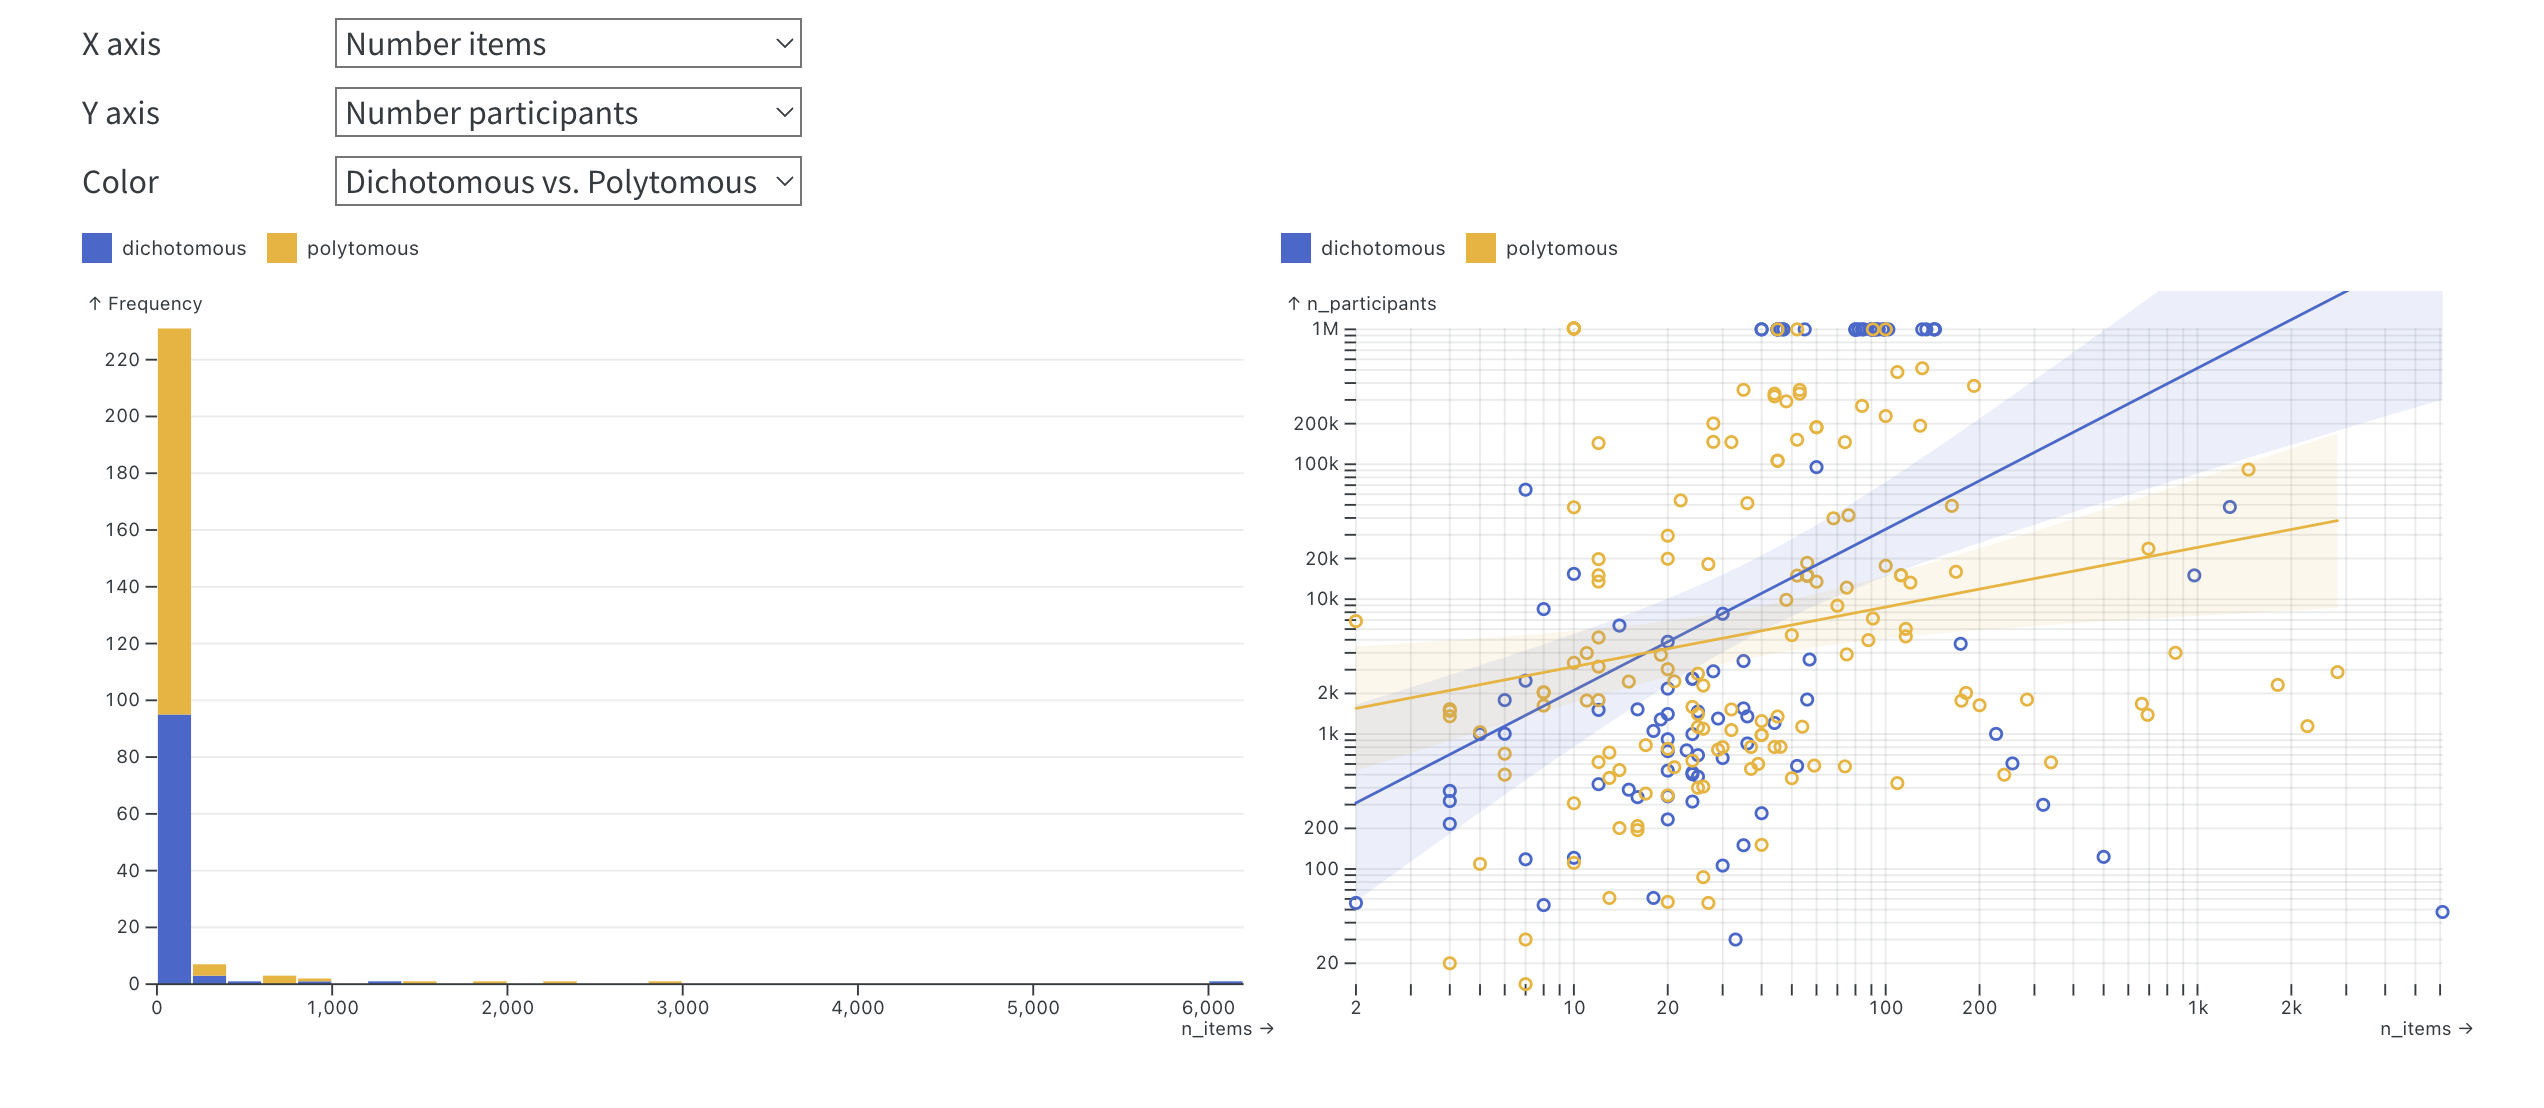 X axis Number items
Y axis Number participants
Color Dichotomous vs. Polytomous
dichotomous polytomous
↑ Frequency
220
200
180
160
140
120
100
80
60
40
20
0
0 1,000 2,000 3,000 4,000 5,000 6,000
n_items →
dichotomous polytomous
↑ n_participants
1M
200k
100k
20k
10k
2k
1k
200
100
20
2 10 20 100 200 1k 2k
n_items →